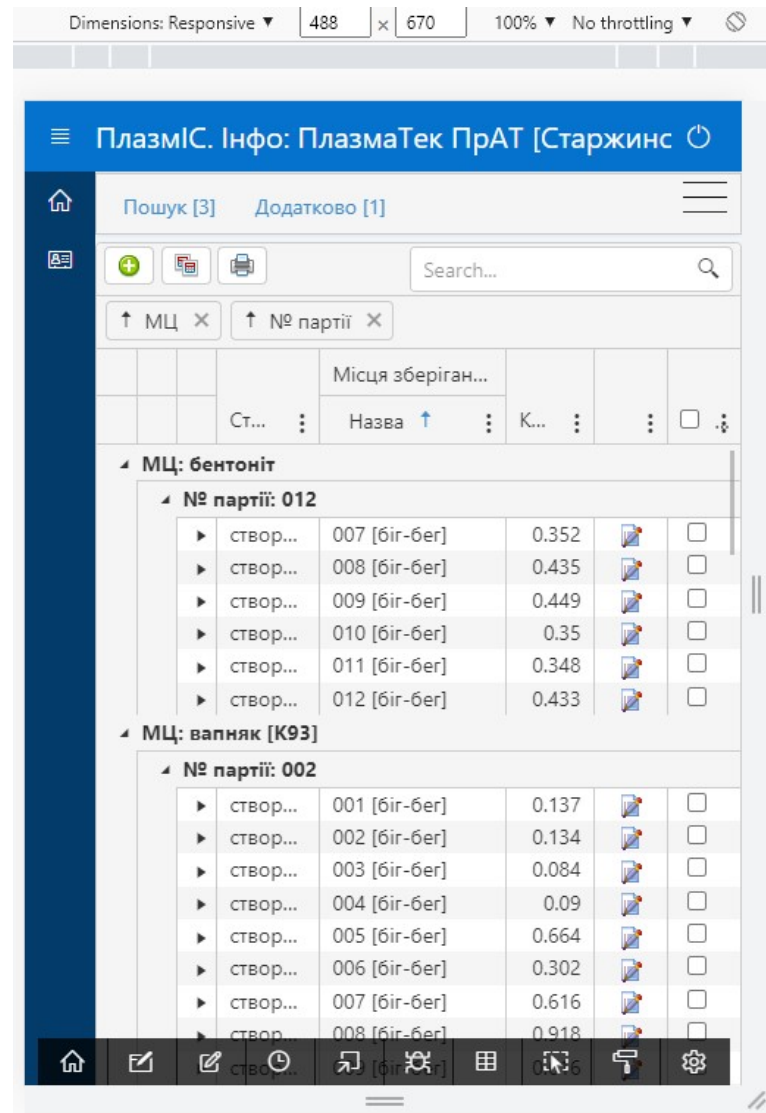 Dimensions: Responsive ▼ 488 × 670 100% ▼ No throttling ▼
ПлазмІС. Інфо: ПлазмаТек ПрАТ [Старжинс
Пошук [3] Додатково [1]
Search...
↑ МЦ × ↑ № партії ×
Місця зберіган...
Ст... Назва ↑ К...
МЦ: бентоніт
№ партії: 012
створ... 007 [біг-бег] 0.352
створ... 008 [біг-бег] 0.435
створ... 009 [біг-бег] 0.449
створ... 010 [біг-бег] 0.35
створ... 011 [біг-бег] 0.348
створ... 012 [біг-бег] 0.433
МЦ: вапняк [К93]
№ партії: 002
створ... 001 [біг-бег] 0.137
створ... 002 [біг-бег] 0.134
створ... 003 [біг-бег] 0.084
створ... 004 [біг-бег] 0.09
створ... 005 [біг-бег] 0.664
створ... 006 [біг-бег] 0.302
створ... 007 [біг-бег] 0.616
створ... 008 [біг-бег] 0.918